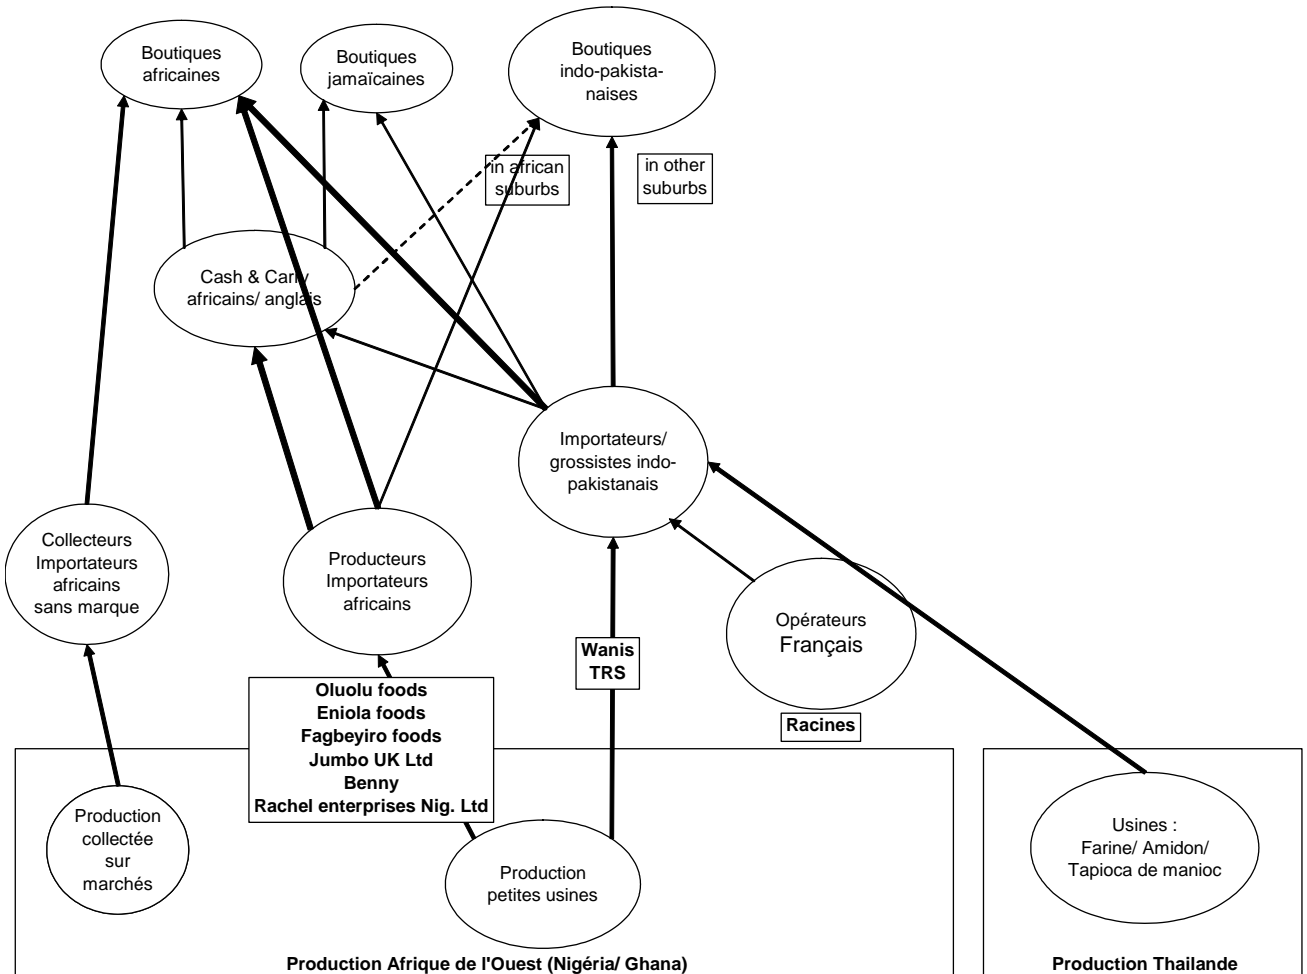 Boutiques
africaines
Boutiques
jamaïcaines
Boutiques
indo-pakista-
naises
in african
suburbs
in other
suburbs
Cash & Carry
africains/ anglais
Importateurs/
grossistes indo-
pakistanais
Collecteurs
Importateurs
africains
sans marque
Producteurs
Importateurs
africains
Opérateurs
Français
Wanis
TRS
Racines
Oluolu foods
Eniola foods
Fagbeyiro foods
Jumbo UK Ltd
Benny
Rachel enterprises Nig. Ltd
Production
collectée
sur
marchés
Production
petites usines
Usines :
Farine/ Amidon/
Tapioca de manioc
Production Afrique de l'Ouest (Nigéria/ Ghana)
Production Thailande